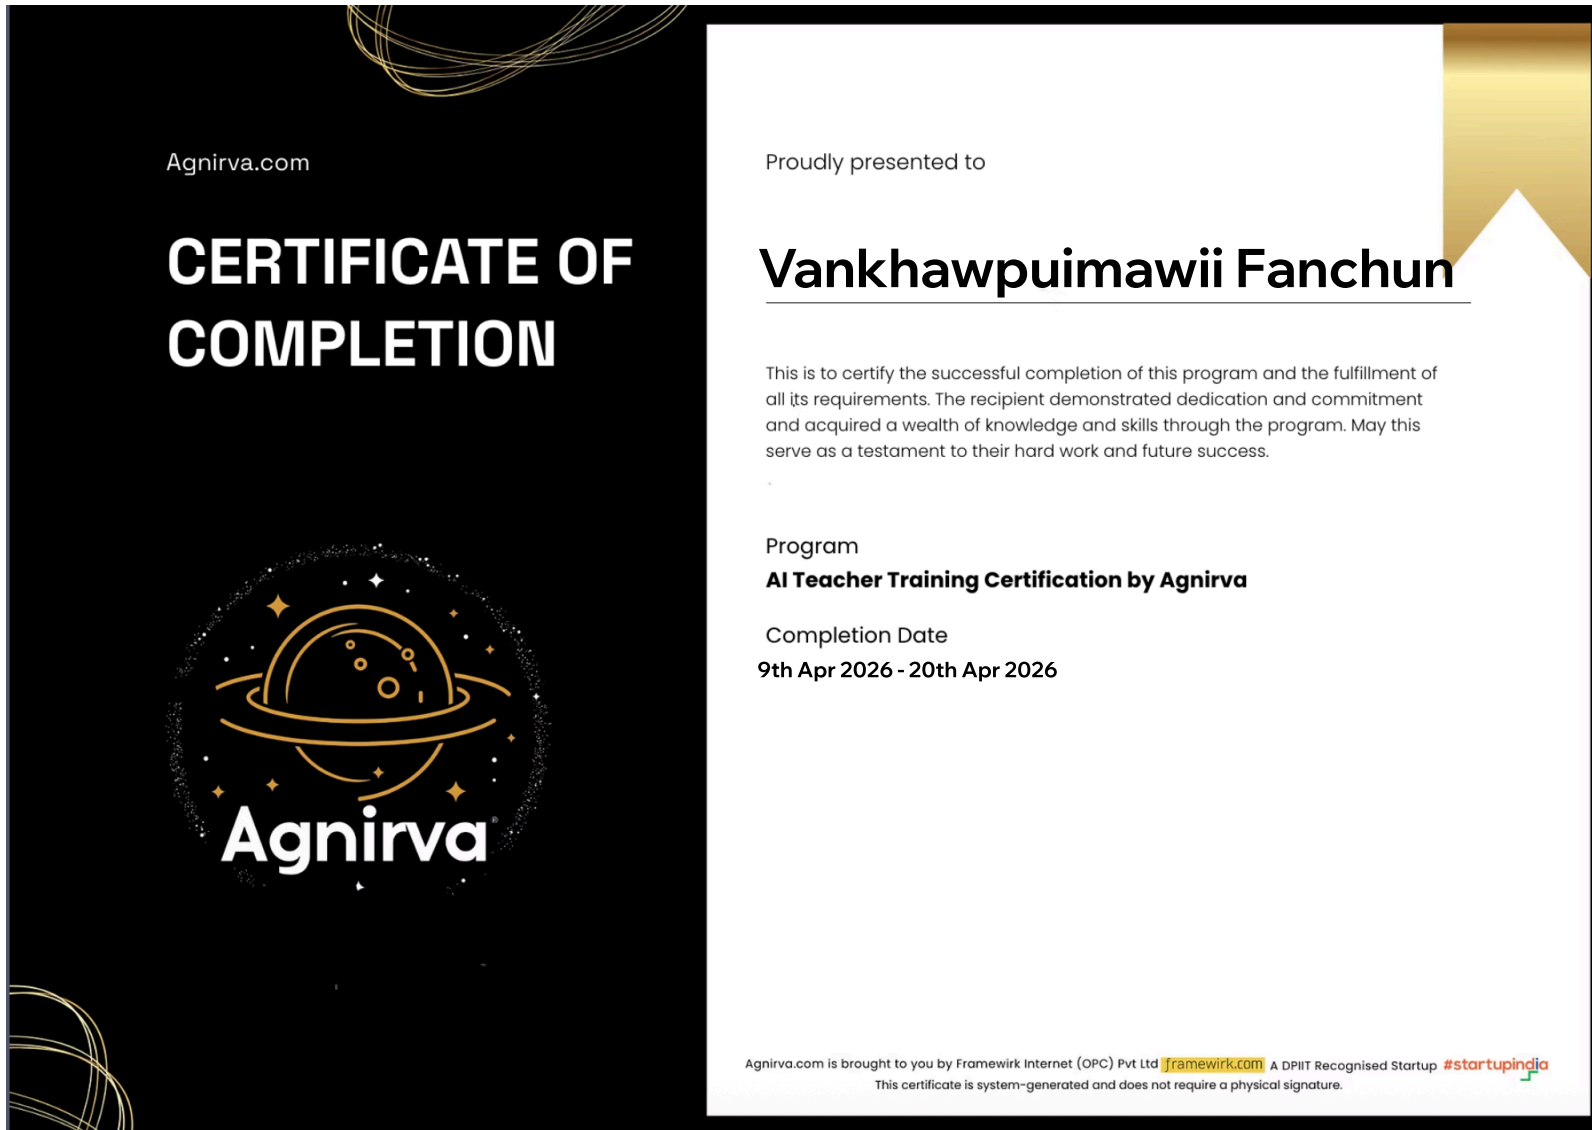 Agnirva.com
CERTIFICATE OF
COMPLETION
Agnirva
Proudly presented to
Vankhawpuimawii Fanchun
This is to certify the successful completion of this program and the fulfillment of
all its requirements. The recipient demonstrated dedication and commitment
and acquired a wealth of knowledge and skills through the program. May this
serve as a testament to their hard work and future success.
Program
AI Teacher Training Certification by Agnirva
Completion Date
9th Apr 2026 - 20th Apr 2026
Agnirva.com is brought to you by Framewirk Internet (OPC) Pvt Ltd framewirk.com A DPIIT Recognised Startup #startupindia
This certificate is system-generated and does not require a physical signature.